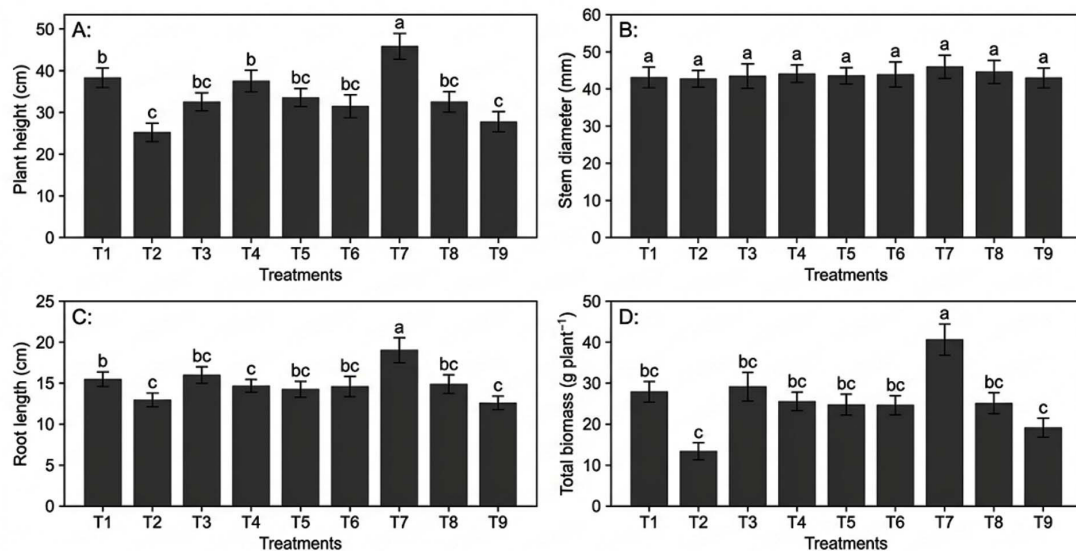 A:
Plant height (cm)
50
40
30
20
10
0
b
c
bc
b
bc
bc
a
bc
c
T1 T2 T3 T4 T5 T6 T7 T8 T9
Treatments
B:
Stem diameter (mm)
60
50
40
30
20
10
0
a a a a a a a a a
T1 T2 T3 T4 T5 T6 T7 T8 T9
Treatments
C:
Root length (cm)
25
20
15
10
5
0
b
c
bc
c
bc
bc
a
bc
c
T1 T2 T3 T4 T5 T6 T7 T8 T9
Treatments
D:
Total biomass (g plant⁻¹)
50
40
30
20
10
0
bc
c
bc
bc
bc
bc
a
bc
c
T1 T2 T3 T4 T5 T6 T7 T8 T9
Treatments